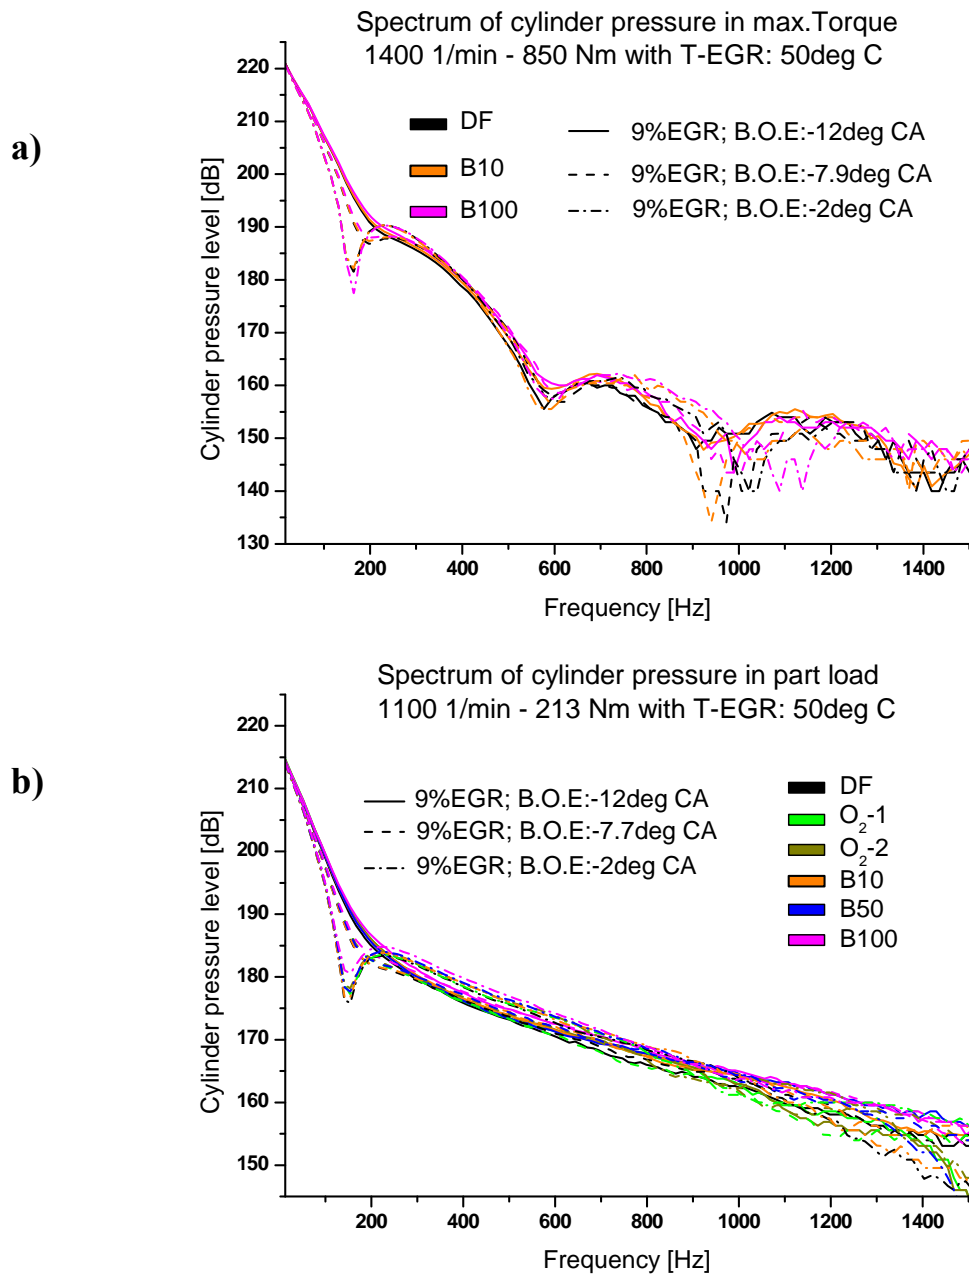 a)
Spectrum of cylinder pressure in max.Torque
1400 1/min - 850 Nm with T-EGR: 50deg C
DF
B10
B100
9%EGR; B.O.E:-12deg CA
9%EGR; B.O.E:-7.9deg CA
9%EGR; B.O.E:-2deg CA
Cylinder pressure level [dB]
220
210
200
190
180
170
160
150
140
130
200 400 600 800 1000 1200 1400
Frequency [Hz]
b)
Spectrum of cylinder pressure in part load
1100 1/min - 213 Nm with T-EGR: 50deg C
9%EGR; B.O.E:-12deg CA
9%EGR; B.O.E:-7.7deg CA
9%EGR; B.O.E:-2deg CA
DF
O₂-1
O₂-2
B10
B50
B100
Cylinder pressure level [dB]
220
210
200
190
180
170
160
150
200 400 600 800 1000 1200 1400
Frequency [Hz]